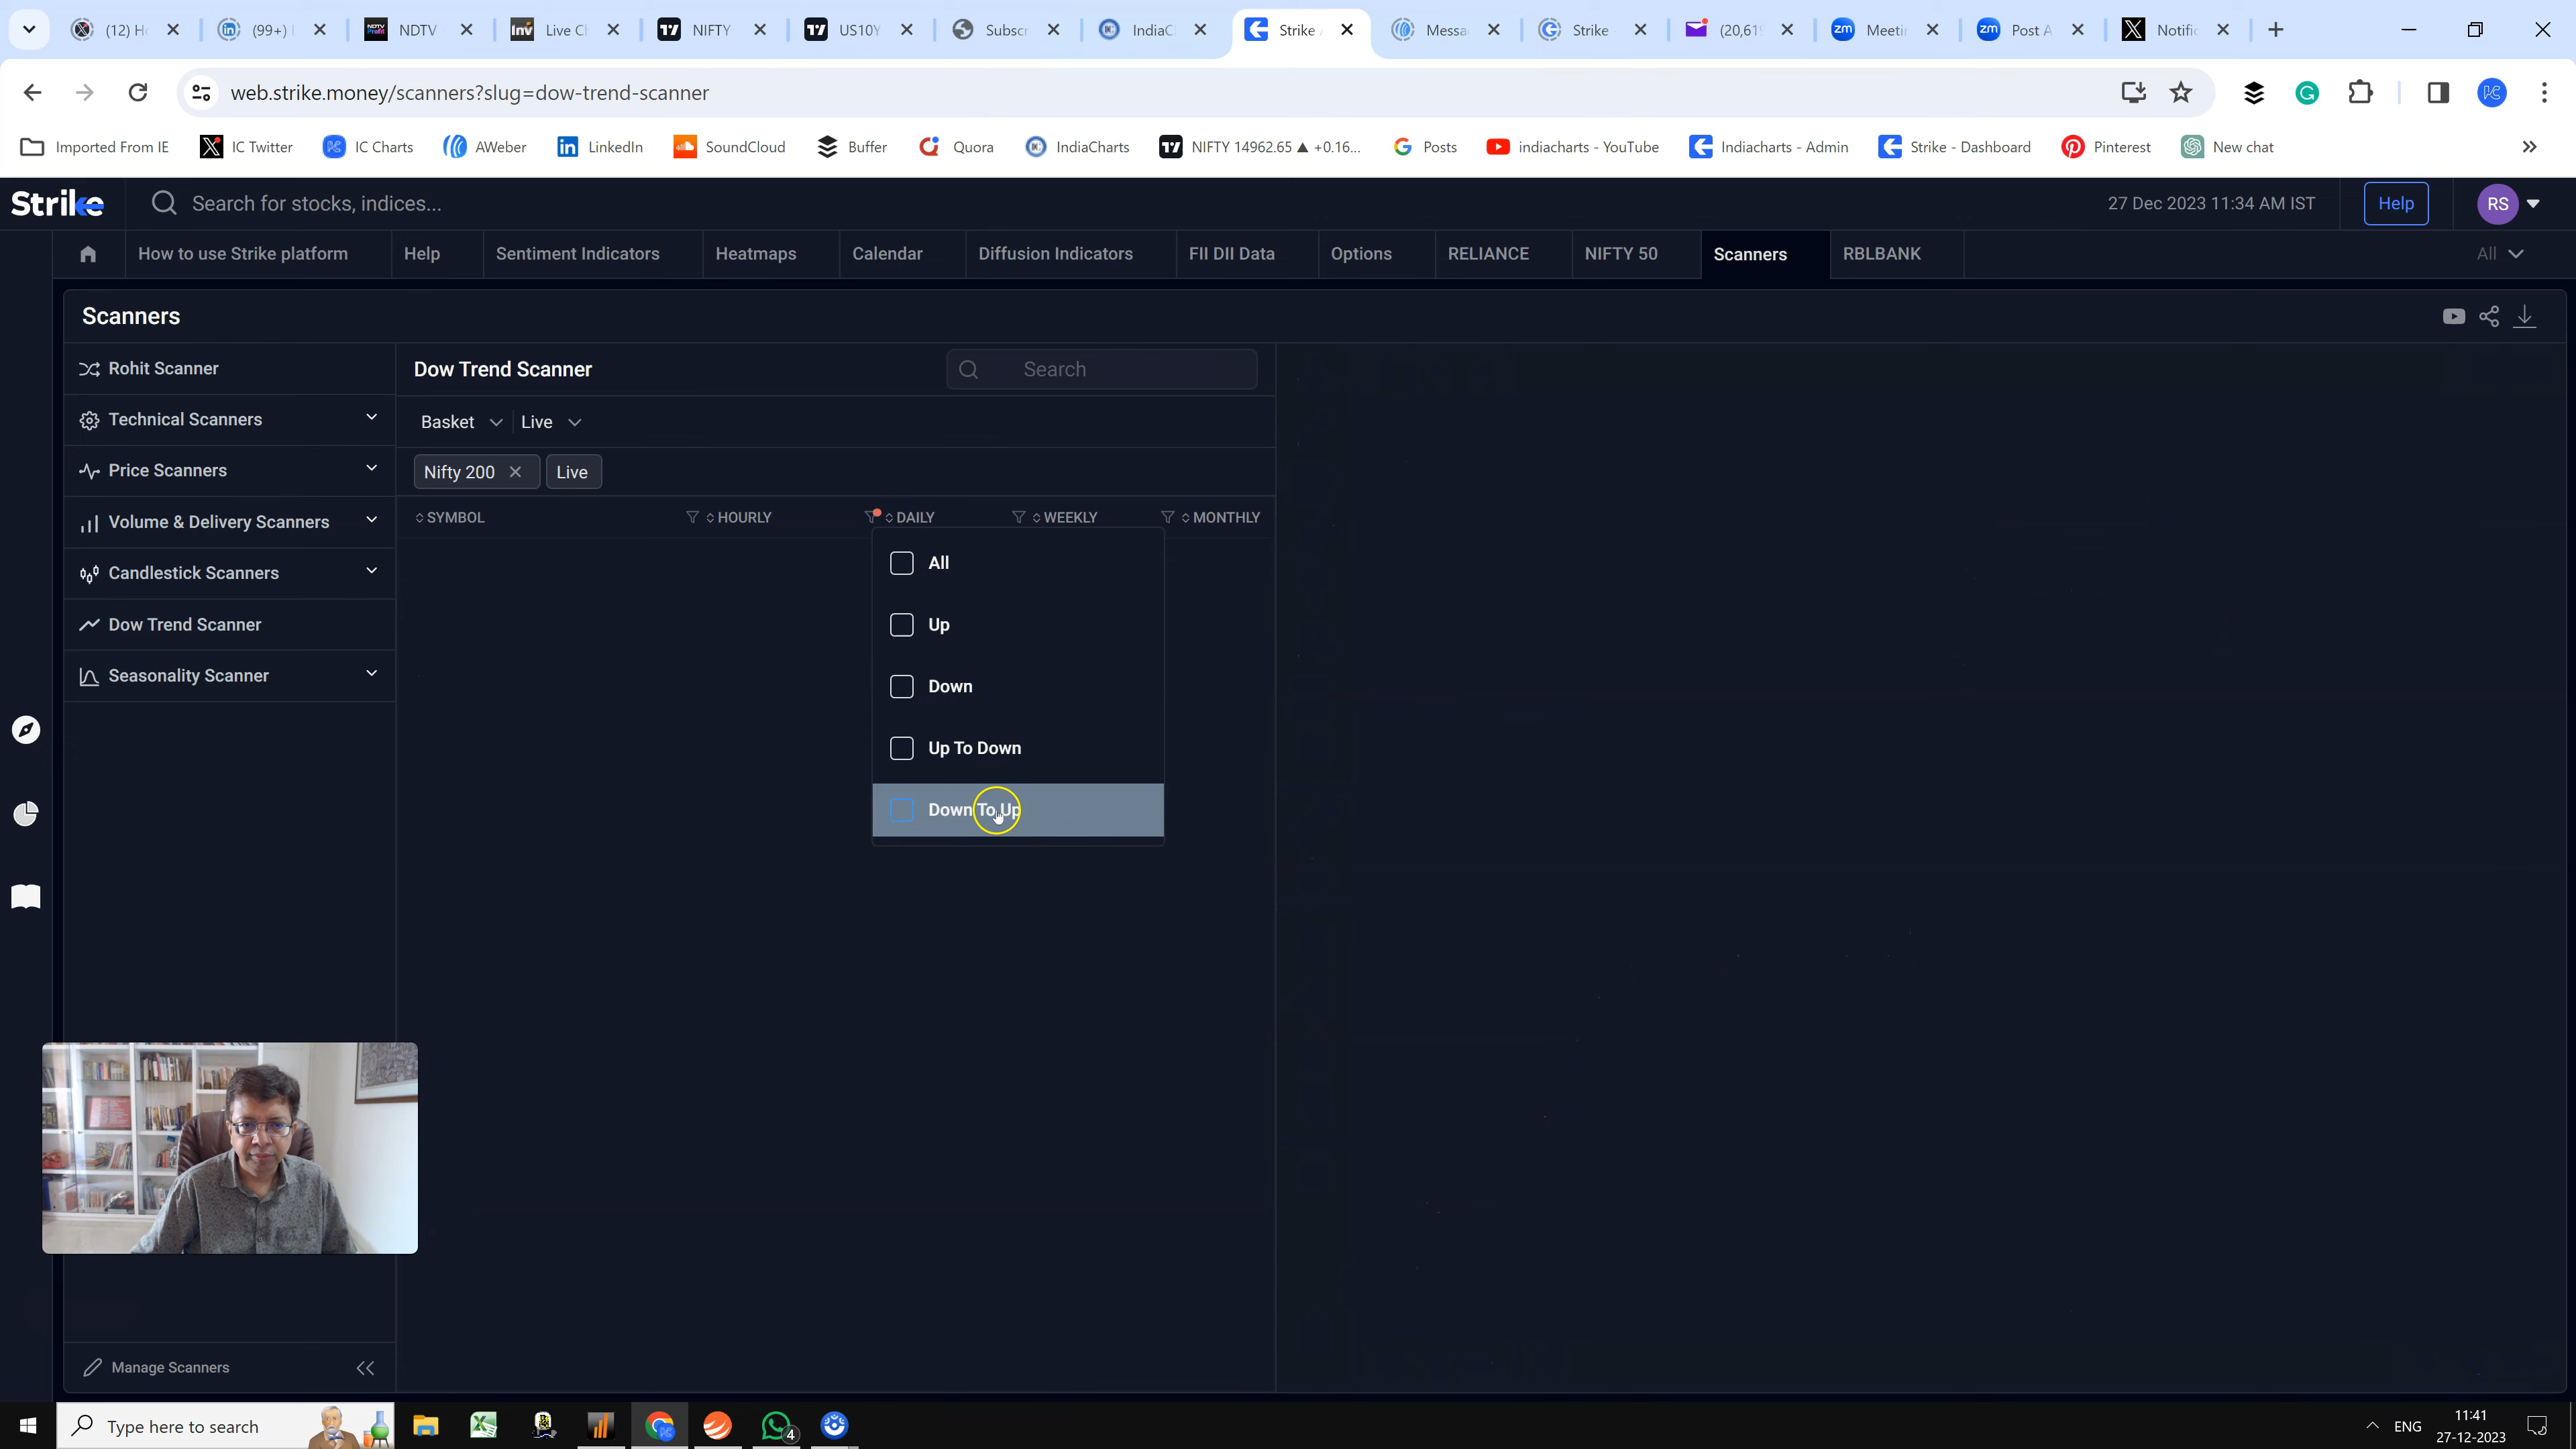 (12) H
(99+)
NDTV
Live C
NIFTY
US10Y
Subsc
IndiaC
Strike
Messa
Strike
(20,619
Meeti
Post A
Notifi
web.strike.money/scanners?slug=dow-trend-scanner
Imported From IE
IC Twitter
IC Charts
AWeber
LinkedIn
SoundCloud
Buffer
Quora
IndiaCharts
NIFTY 14962.65 ▲ +0.16...
Posts
indiacharts - YouTube
Indiacharts - Admin
Strike - Dashboard
Pinterest
New chat
Strike
Search for stocks, indices...
27 Dec 2023 11:34 AM IST
Help
RS
How to use Strike platform
Help
Sentiment Indicators
Heatmaps
Calendar
Diffusion Indicators
FII DII Data
Options
RELIANCE
NIFTY 50
Scanners
RBLBANK
All
Scanners
Rohit Scanner
Technical Scanners
Price Scanners
Volume & Delivery Scanners
Candlestick Scanners
Dow Trend Scanner
Seasonality Scanner
Dow Trend Scanner
Search
Basket
Live
Nifty 200
Live
SYMBOL
HOURLY
DAILY
WEEKLY
MONTHLY
All
Up
Down
Up To Down
Down To Up
Manage Scanners
Type here to search
4
ENG
11:41
27-12-2023